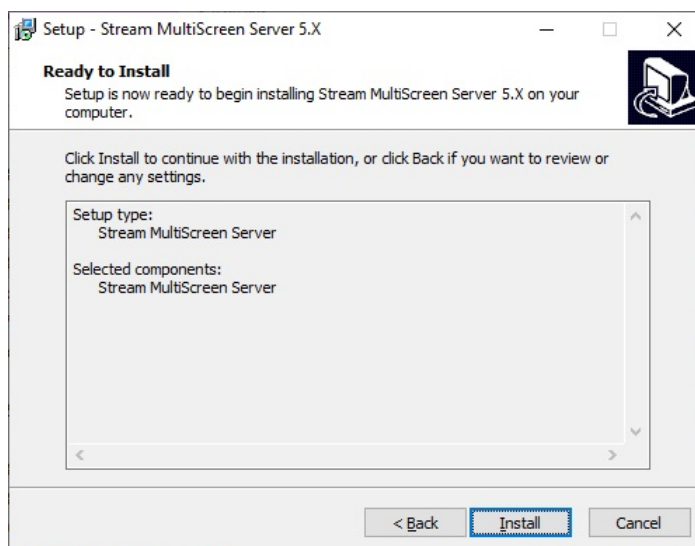 Setup - Stream MultiScreen Server 5.X
Ready to Install
Setup is now ready to begin installing Stream MultiScreen Server 5.X on your
computer.
Click Install to continue with the installation, or click Back if you want to review or
change any settings.
Setup type:
Stream MultiScreen Server
Selected components:
Stream MultiScreen Server
< Back
Install
Cancel